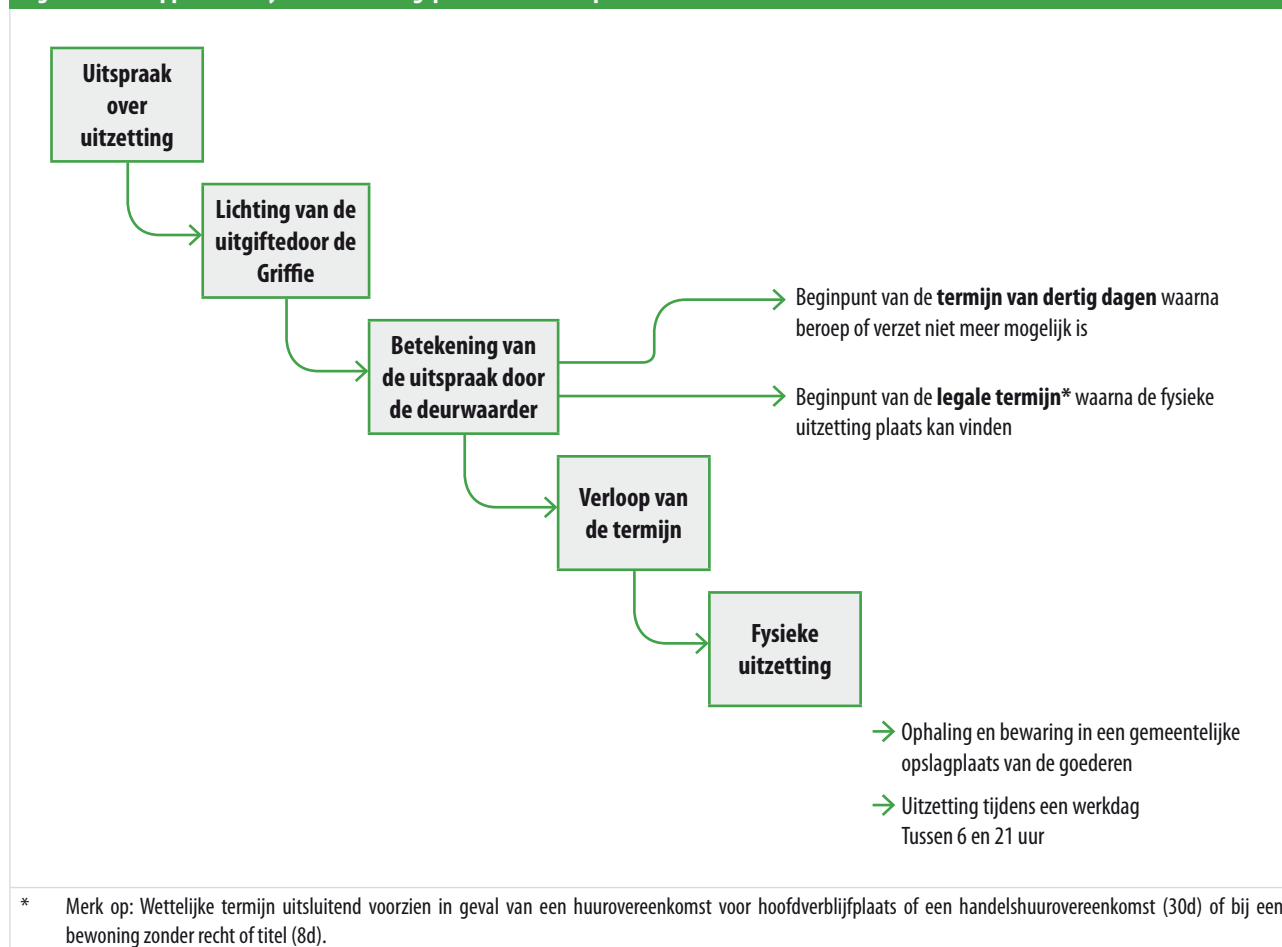 Uitspraak
over
uitzetting
Lichting van de
uitgiftedoor de
Griffie
Betekening van
de uitspraak door
de deurwaarder
Beginpunt van de termijn van dertig dagen waarna
beroep of verzet niet meer mogelijk is
Beginpunt van de legale termijn* waarna de fysieke
uitzetting plaats kan vinden
Verloop van
de termijn
Fysieke
uitzetting
Ophaling en bewaring in een gemeentelijke
opslagplaats van de goederen
Uitzetting tijdens een werkdag
Tussen 6 en 21 uur
* Merk op: Wettelijke termijn uitsluitend voorzien in geval van een huurovereenkomst voor hoofdverblijfplaats of een handelshuurovereenkomst (30d) of bij een
bewoning zonder recht of titel (8d).